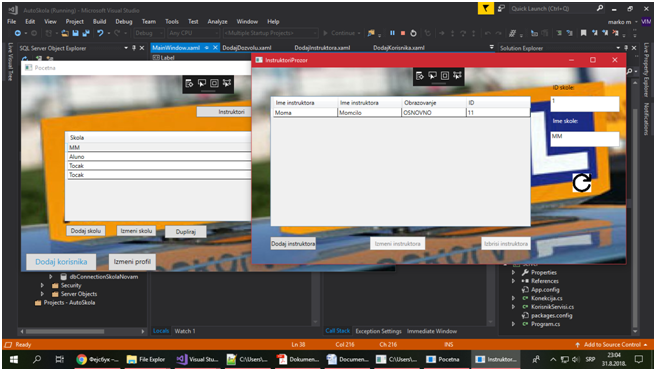 AutoSkola (Running) - Microsoft Visual Studio
Quick Launch (Ctrl+Q)
File Edit View Project Build Debug Team Tools Test Analyze Window Help
marko m
VM
Debug Any CPU <Multiple Startup Projects> Continue
SQL Server Object Explorer
MainWindow.xaml DodajDozvolu.xaml DodajInstruktora.xaml DodajKorisnika.xaml
Solution Explorer
Label
Live Visual Tree
Live Property Explorer
Notifications
Pocetna
Instruktori
Skola
MM
Aluno
Tocak
Tocak
Dodaj skolu
Izmeni skolu
Dupliraj
Dodaj korisnika
Izmeni profil
InstruktoriProzor
Ime instruktora Ime instruktora Obrazovanje ID
Moma Momcilo OSNOVNO 11
ID skole:
1
Ime skole:
MM
Dodaj instruktora
Izmeni instruktora
Izbrisi instruktora
dbConnectionSkolaNovam
Security
Server Objects
Projects - AutoSkola
Properties
References
App.config
Konekcija.cs
KorisnikServisi.cs
packages.config
Program.cs
Locals Watch 1
Call Stack Exception Settings Immediate Window
Ready
Ln 38
Col 216
Ch 216
INS
Add to Source Control
Фејсбук –...
File Explor
Visual Stu...
C:\Users\...
Dokumen...
Documen...
C:\Users\...
Pocetna
Instruktor...
SRP
23:04
31.8.2018.